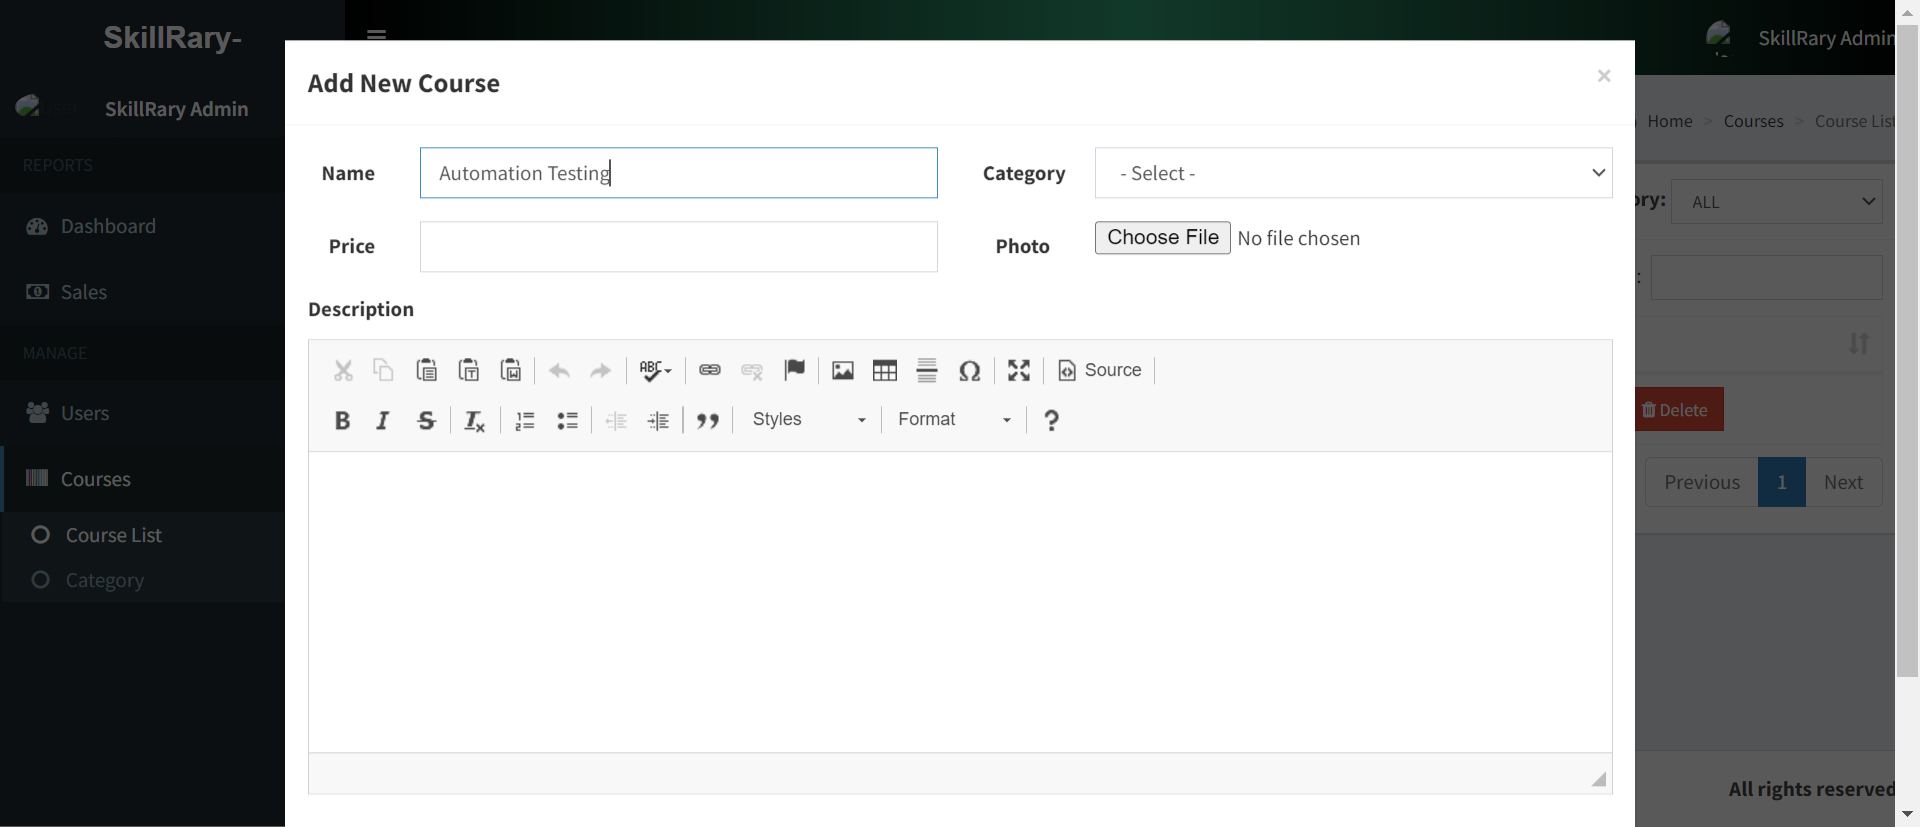 SkillRary-
SkillRary Admin
SkillRary Admin
REPORTS
Dashboard
Sales
MANAGE
Users
Courses
Course List
Category
Add New Course
×
Name
Automation Testing
Category
- Select -
Price
Photo
Choose File
No file chosen
Description
ABC
Source
B I S Tx
Styles
Format
?
Home > Courses > Course List
ory:
ALL
:
Delete
Previous
1
Next
All rights reserved